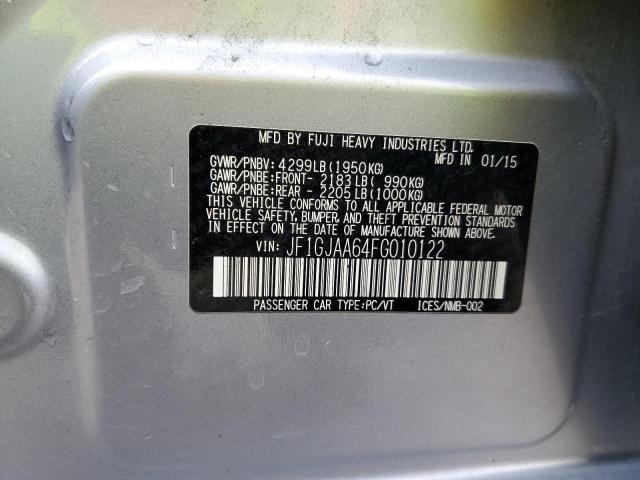 MFD BY FUJI HEAVY INDUSTRIES LTD.
MFD IN 01/15
GVWR/PNBV: 4299LB(1950KG)
GAWR/PNBE:FRONT- 2183LB( 990KG)
GAWR/PNBE:REAR - 2205LB(1000KG)
THIS VEHICLE CONFORMS TO ALL APPLICABLE FEDERAL MOTOR
VEHICLE SAFETY, BUMPER, AND THEFT PREVENTION STANDARDS
IN EFFECT ON THE DATE OF MANUFACTURE SHOWN ABOVE.
VIN: JF1GJAA64FG010122
PASSENGER CAR TYPE:PC/VT ICES/NMB-002